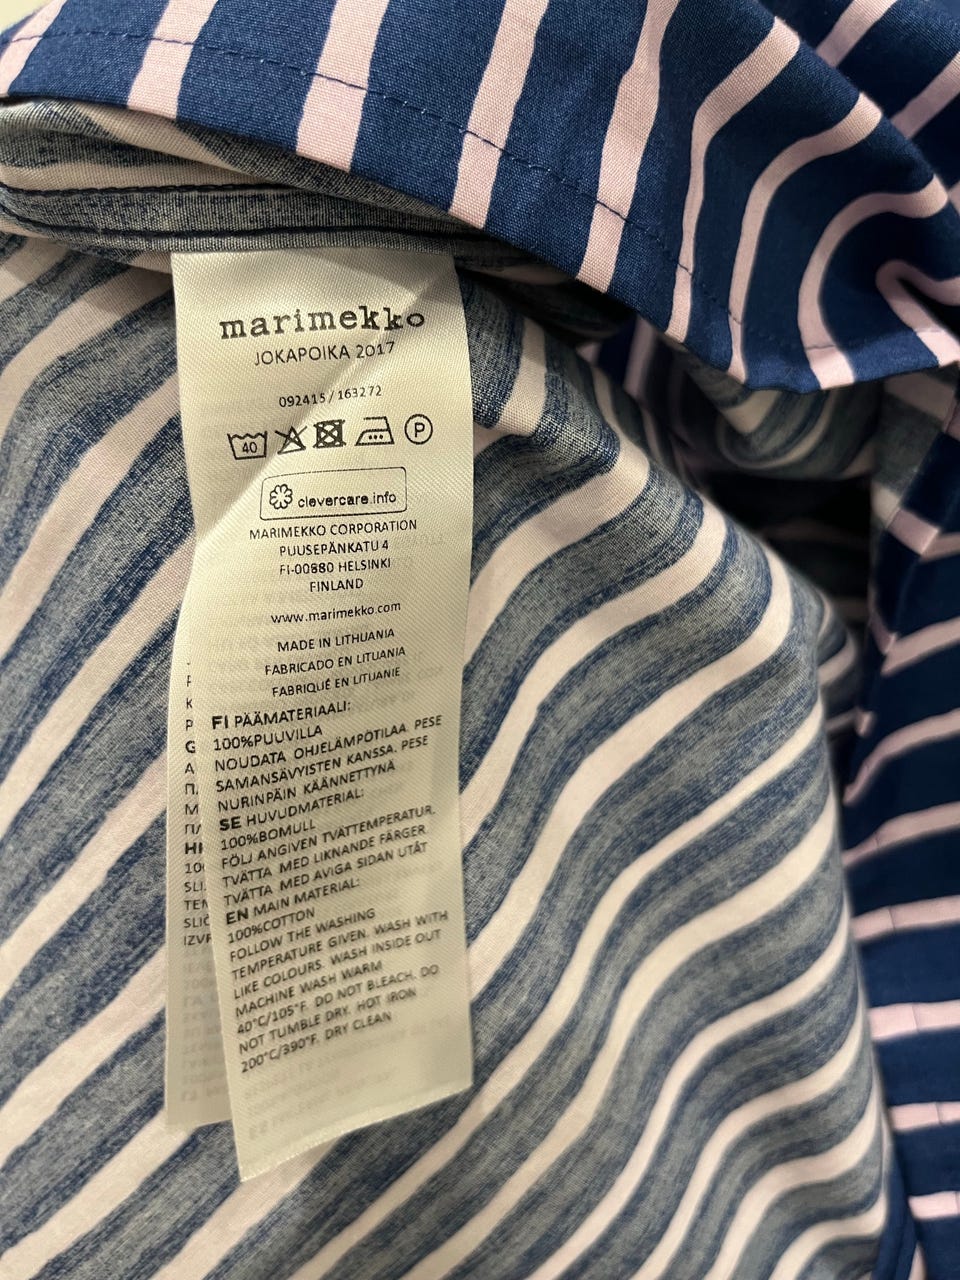 marimekko
JOKAPOIKA 2017
092415 / 163272
40
P
clevercare.info
MARIMEKKO CORPORATION
PUUSEPÄNKATU 4
FI-00880 HELSINKI
FINLAND
www.marimekko.com
MADE IN LITHUANIA
FABRICADO EN LITUANIA
FABRIQUÉ EN LITUANIE
FI PÄÄMATERIAALI:
100%PUUVILLA
NOUDATA OHJELÄMPÖTILAA. PESE
SAMANSÄVYISTEN KANSSA. PESE
NURINPÄIN KÄÄNNETTYNÄ
SE HUVUDMATERIAL:
100%BOMULL
FÖLJ ANGIVEN TVÄTTEMPERATUR.
TVÄTTA MED LIKNANDE FÄRGER.
TVÄTTA MED AVIGA SIDAN UTÅT
EN MAIN MATERIAL:
100%COTTON
FOLLOW THE WASHING
TEMPERATURE GIVEN. WASH WITH
LIKE COLOURS. WASH INSIDE OUT
MACHINE WASH WARM
40°C/105°F. DO NOT BLEACH. DO
NOT TUMBLE DRY. HOT IRON
200°C/390°F. DRY CLEAN